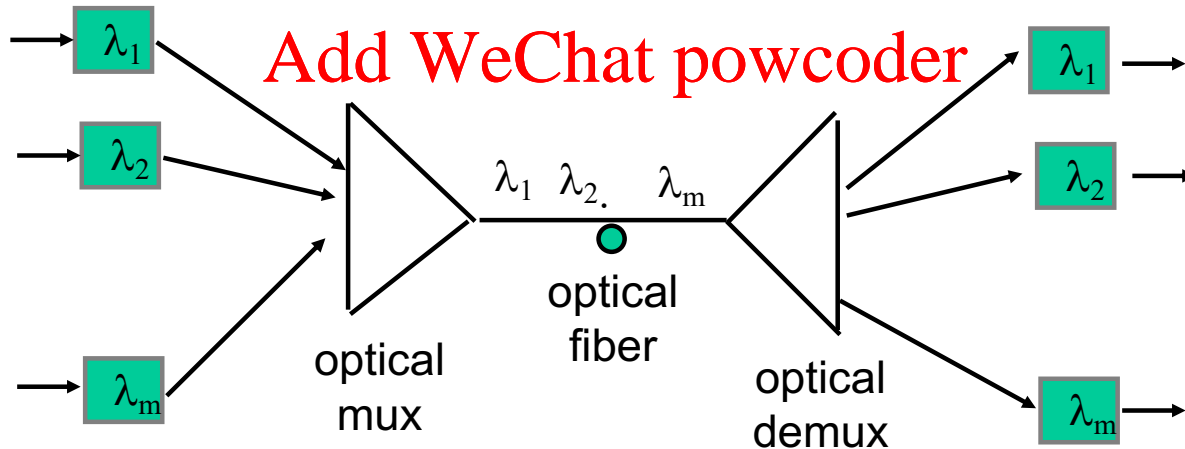 Add WeChat powcoder
λ₁
λ₁
λ₂
λ₂
λ₁ λ₂. λₘ
optical
fiber
optical
mux
optical
demux
λₘ
λₘ